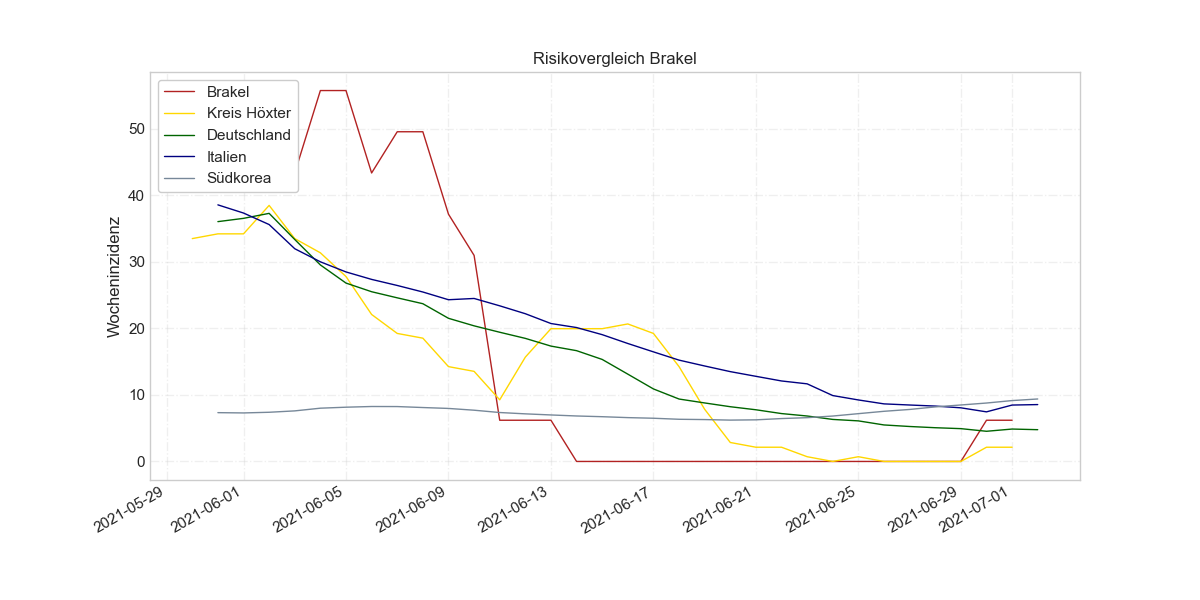 Risikovergleich Brakel
Brakel
Kreis Höxter
Deutschland
Italien
Südkorea
Wocheninzidenz
50
40
30
20
10
0
2021-05-29
2021-06-01
2021-06-05
2021-06-09
2021-06-13
2021-06-17
2021-06-21
2021-06-25
2021-06-29
2021-07-01